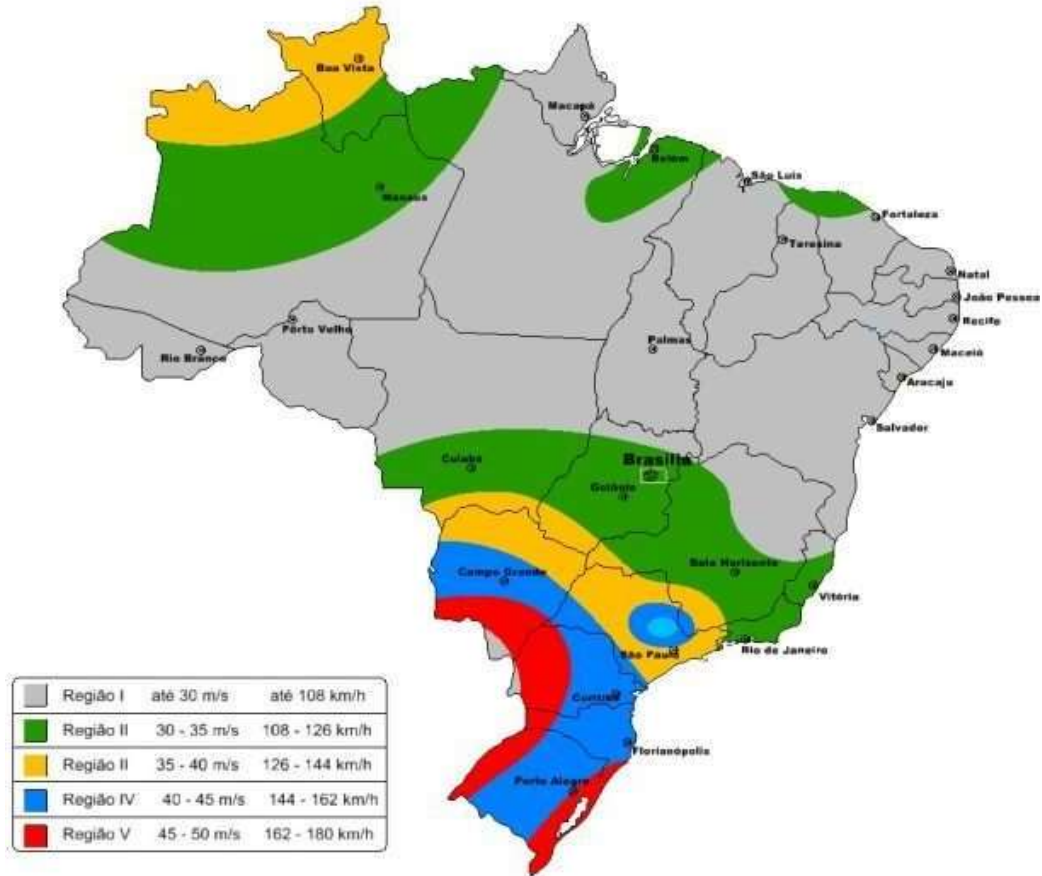 Boa Vista
Macapá
Belém
Manaus
São Luis
Fortaleza
Teresina
Natal
João Pessoa
Recife
Pôrto Velho
Palmas
Rio Branco
Maceió
Aracaju
Salvador
Cuiabá
Brasília
Goiânia
Belo Horizonte
Campo Grande
Vitória
São Paulo
Rio de Janeiro
Curitiba
Florianópolis
Porto Alegre
Região I até 30 m/s até 108 km/h
Região II 30 - 35 m/s 108 - 126 km/h
Região II 35 - 40 m/s 126 - 144 km/h
Região IV 40 - 45 m/s 144 - 162 km/h
Região V 45 - 50 m/s 162 - 180 km/h